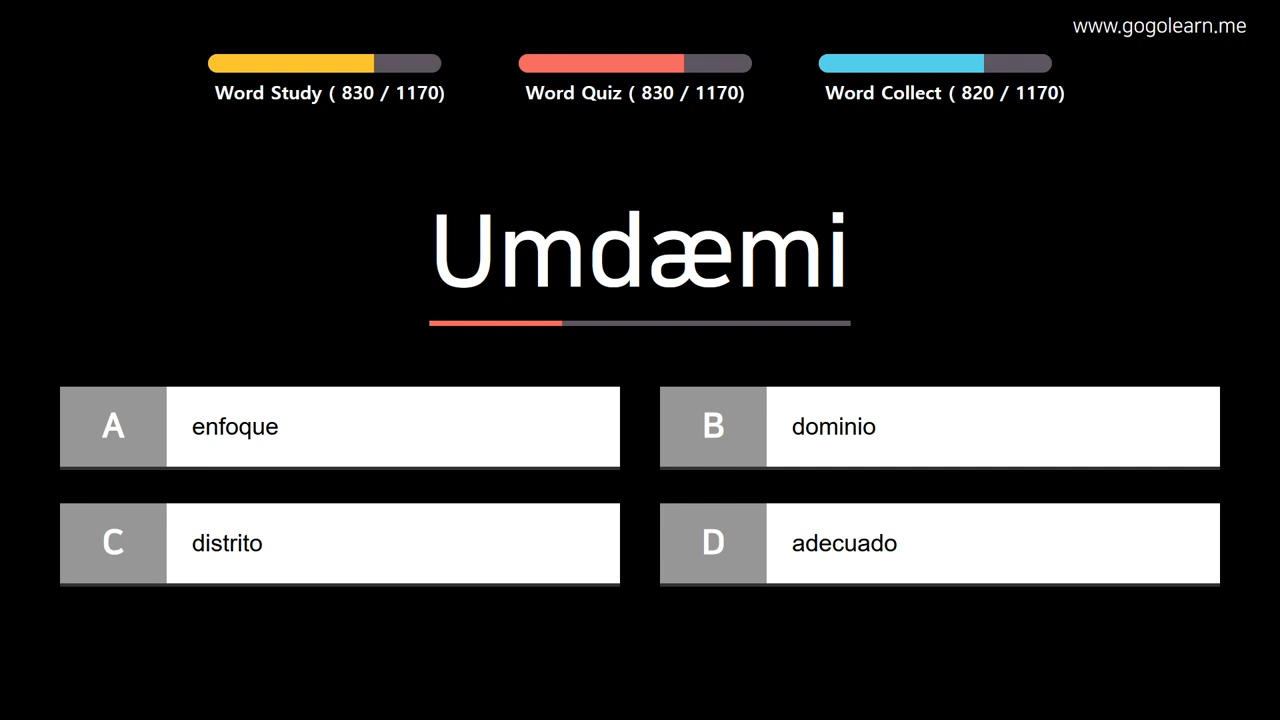 www.gogolearn.me
Word Study ( 830 / 1170)
Word Quiz ( 830 / 1170)
Word Collect ( 820 / 1170)
Umdæmi
A
enfoque
B
dominio
C
distrito
D
adecuado